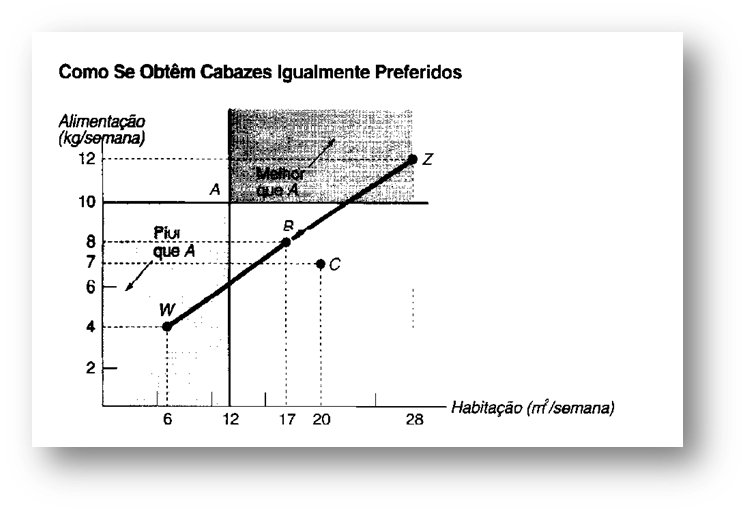 Como Se Obtêm Cabazes Igualmente Preferidos
Alimentação
(kg/semana)
12
Z
Melhor
que A
A
10
B
8
Pior
que A
7
C
6
W
4
2
6 12 17 20 28
Habitação (m²/semana)